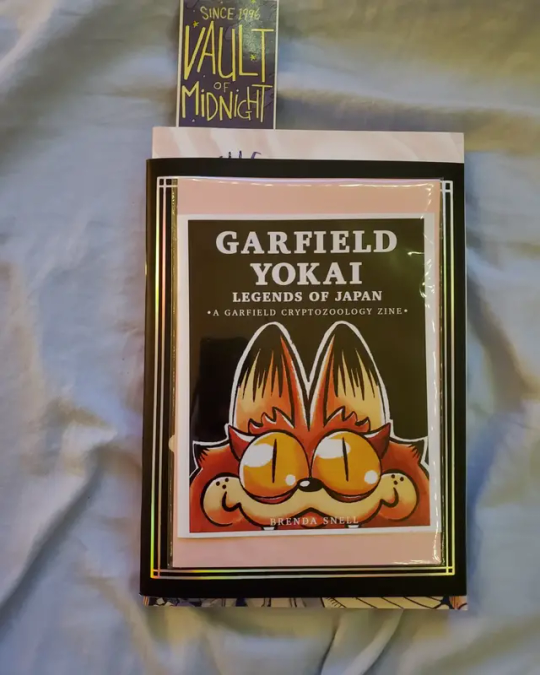 SINCE 1996
VAULT
OF
MIDNIGHT
GARFIELD
YOKAI
LEGENDS OF JAPAN
•A GARFIELD CRYPTOZOOLOGY ZINE•
BRENDA SNELL